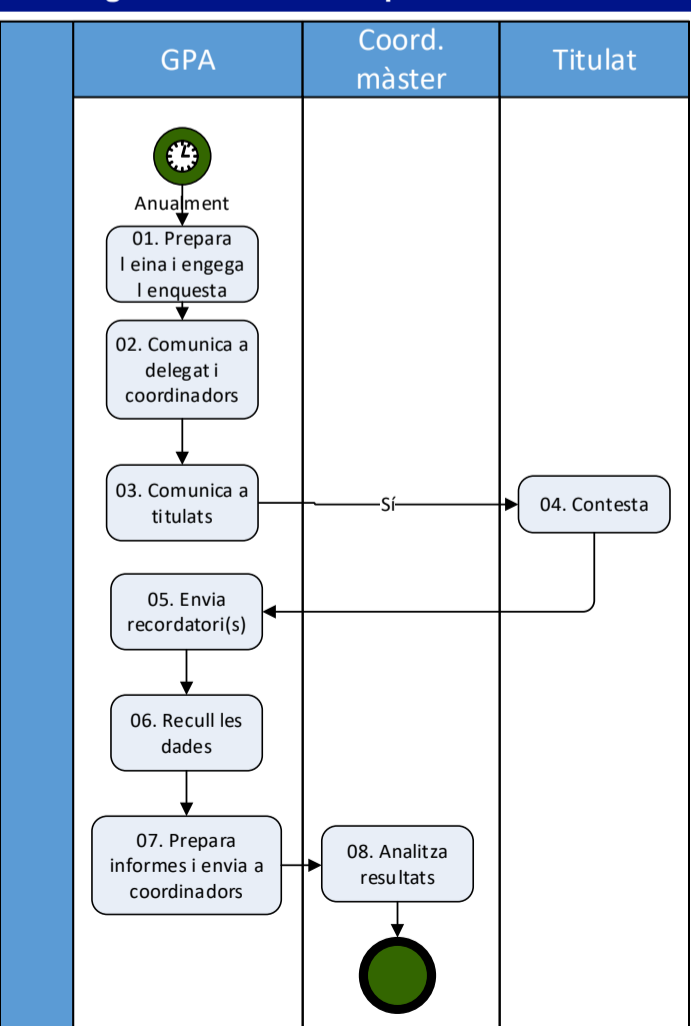 GPA
Coord.
màster
Titulat
Anualment
01. Prepara
l eina i engega
l enquesta
02. Comunica a
delegat i
coordinadors
03. Comunica a
titulats
Sí
04. Contesta
05. Envia
recordatori(s)
06. Recull les
dades
07. Prepara
informes i envia a
coordinadors
08. Analitza
resultats